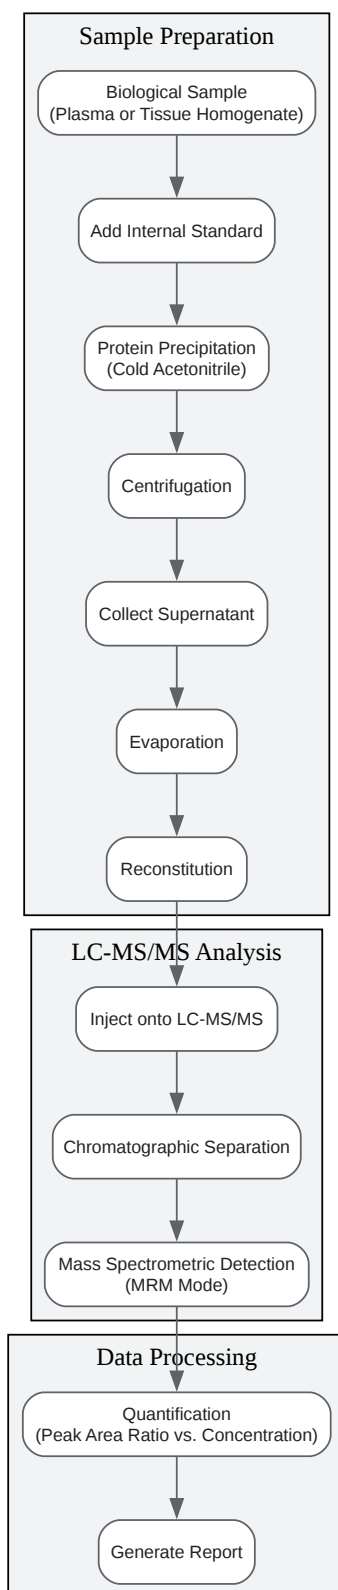 Sample Preparation
Biological Sample
(Plasma or Tissue Homogenate)
Add Internal Standard
Protein Precipitation
(Cold Acetonitrile)
Centrifugation
Collect Supernatant
Evaporation
Reconstitution
LC-MS/MS Analysis
Inject onto LC-MS/MS
Chromatographic Separation
Mass Spectrometric Detection
(MRM Mode)
Data Processing
Quantification
(Peak Area Ratio vs. Concentration)
Generate Report